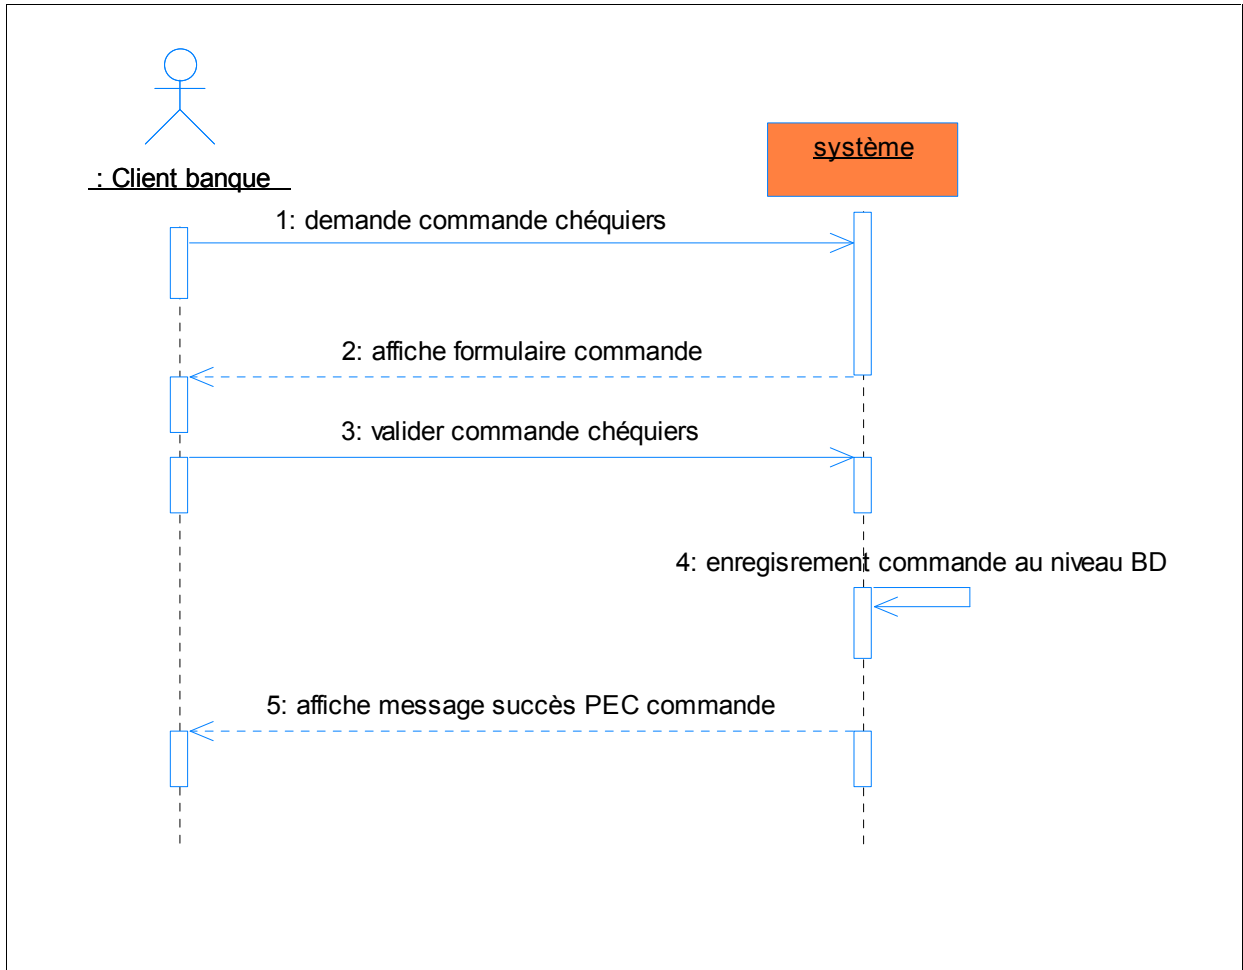 système
: Client banque
1: demande commande chéquiers
2: affiche formulaire commande
3: valider commande chéquiers
4: enregisrement commande au niveau BD
5: affiche message succès PEC commande